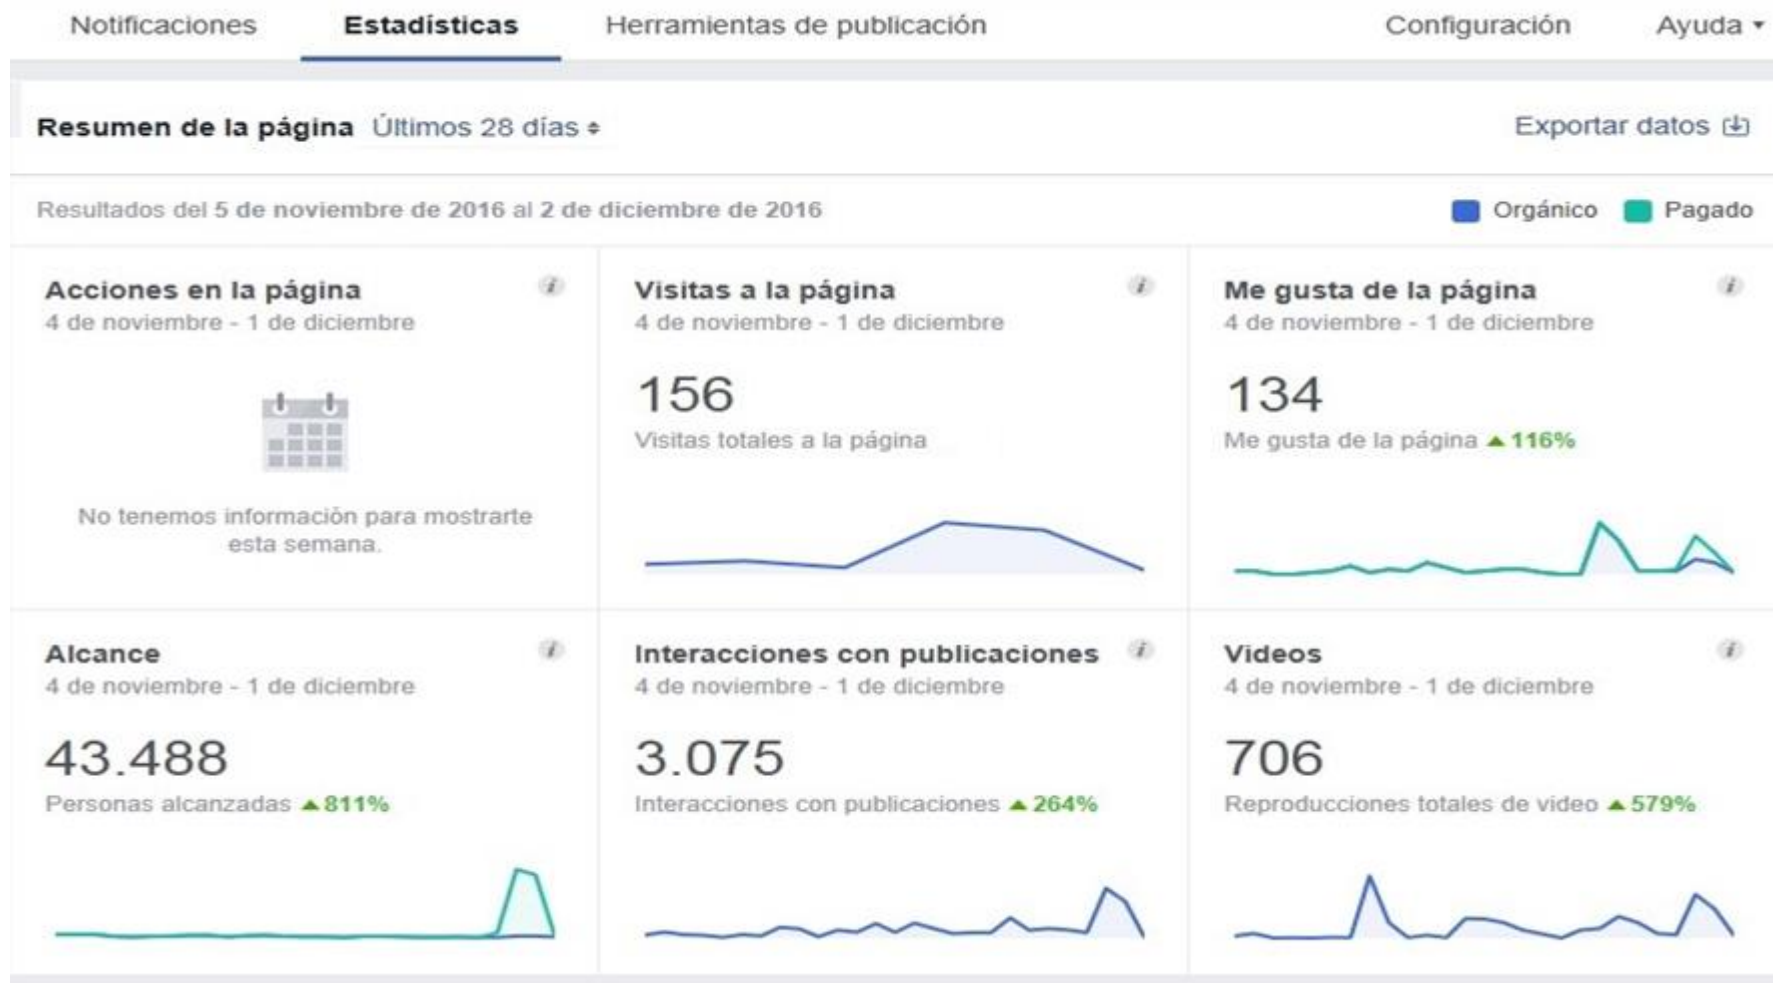 Notificaciones Estadísticas Herramientas de publicación Configuración Ayuda
Resumen de la página Últimos 28 días Exportar datos
Resultados del 5 de noviembre de 2016 al 2 de diciembre de 2016 Orgánico Pagado
Acciones en la página
4 de noviembre - 1 de diciembre
No tenemos información para mostrarte
esta semana.
Visitas a la página
4 de noviembre - 1 de diciembre
156
Visitas totales a la página
Me gusta de la página
4 de noviembre - 1 de diciembre
134
Me gusta de la página ▲ 116%
Alcance
4 de noviembre - 1 de diciembre
43.488
Personas alcanzadas ▲ 811%
Interacciones con publicaciones
4 de noviembre - 1 de diciembre
3.075
Interacciones con publicaciones ▲ 264%
Videos
4 de noviembre - 1 de diciembre
706
Reproducciones totales de video ▲ 579%